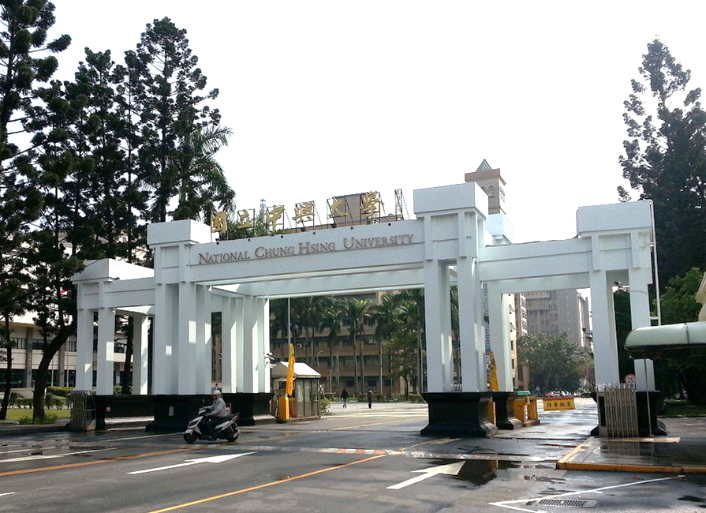 國立中興大學
NATIONAL CHUNG HSING UNIVERSITY